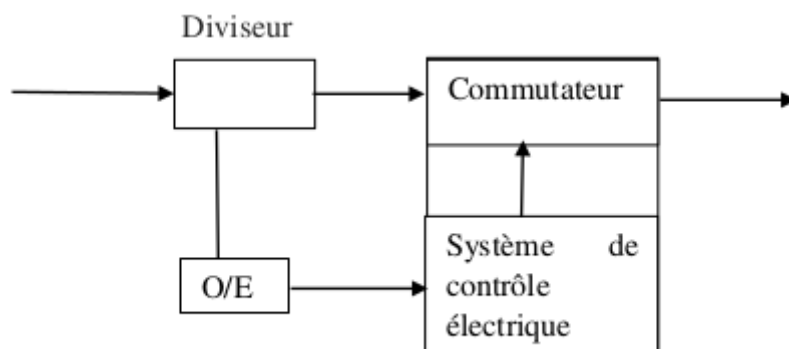 Diviseur
Commutateur
O/E
Système de
contrôle
électrique